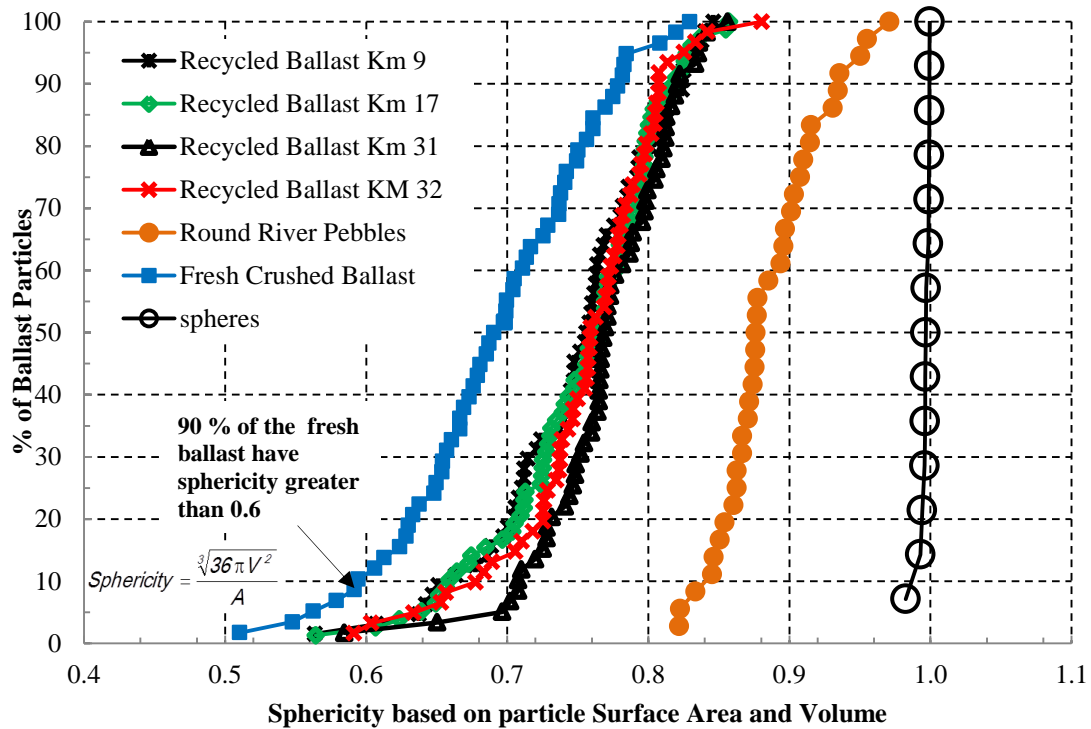 100
90
80
70
60
50
40
30
20
10
0
% of Ballast Particles
Recycled Ballast Km 9
Recycled Ballast Km 17
Recycled Ballast Km 31
Recycled Ballast KM 32
Round River Pebbles
Fresh Crushed Ballast
spheres
90 % of the fresh
ballast have
sphericity greater
than 0.6
Sphericity = ∛(36 π V²) / A
0.4 0.5 0.6 0.7 0.8 0.9 1.0 1.1
Sphericity based on particle Surface Area and Volume